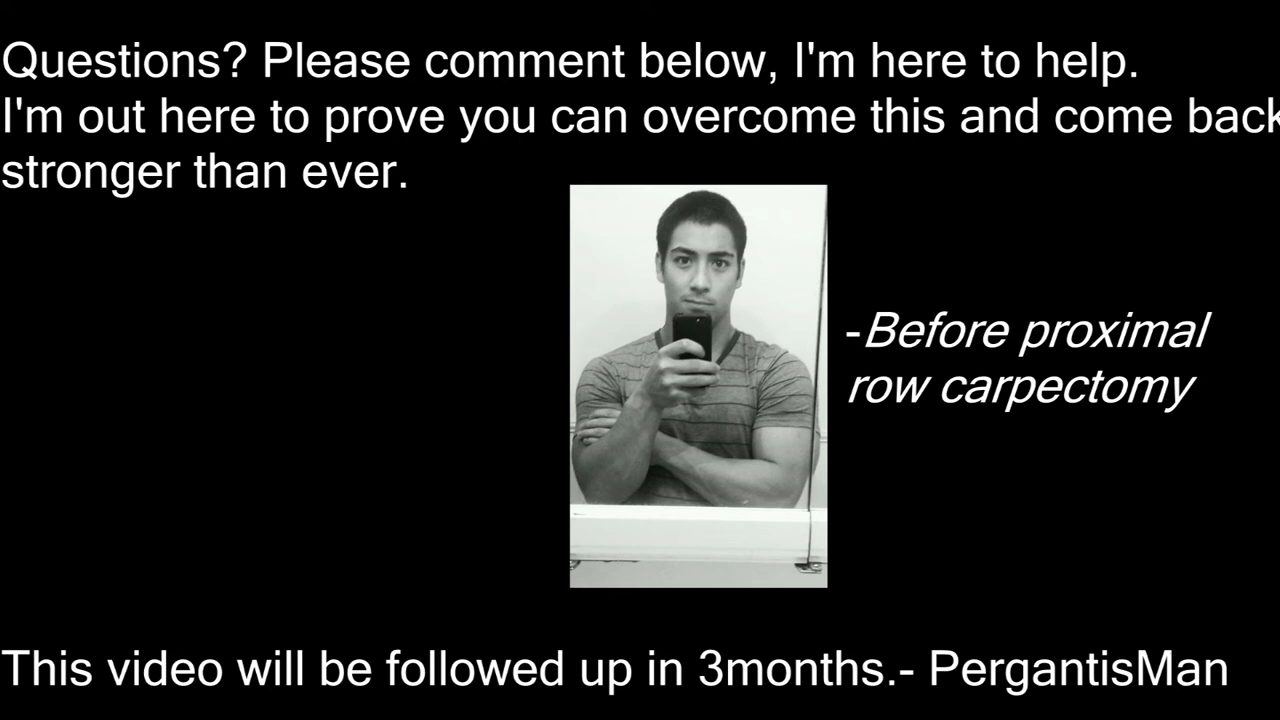 Questions? Please comment below, I'm here to help.
I'm out here to prove you can overcome this and come back
stronger than ever.
-Before proximal
row carpectomy
This video will be followed up in 3months.- PergantisMan